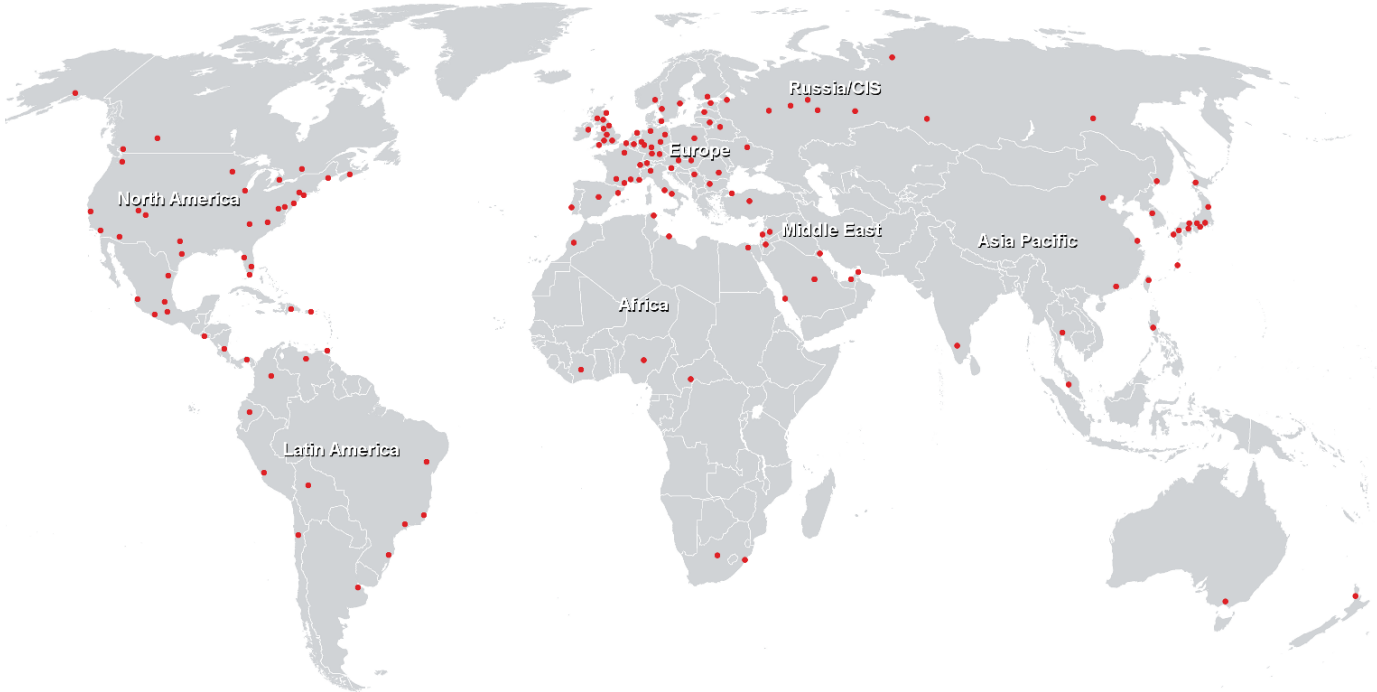 Russia/CIS
Europe
North America
Middle East
Asia Pacific
Africa
Latin America